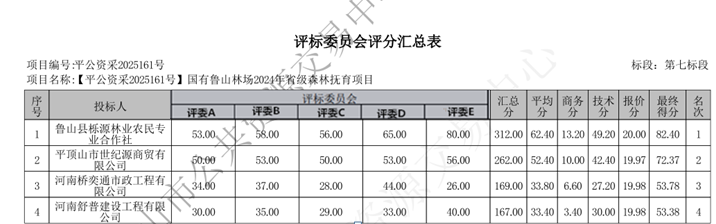 评标委员会评分汇总表
项目编号:平公资采2025161号 标段：第七标段
项目名称:【平公资采2025161号】国有鲁山林场2024年省级森林抚育项目
序号 投标人 评标委员会 汇总分 平均分 商务分 技术分 报价分 最终得分 名次
评委A 评委B 评委C 评委D 评委E
1 鲁山县栎源林业农民专业合作社 53.00 58.00 56.00 65.00 80.00 312.00 62.40 13.20 49.20 20.00 82.40 1
2 平顶山市世纪源商贸有限公司 50.00 53.00 50.00 53.00 56.00 262.00 52.40 10.00 42.40 19.97 72.37 2
3 河南桥奕通市政工程有限公司 34.00 37.00 28.00 44.00 26.00 169.00 33.80 6.60 27.20 19.98 53.78 3
4 河南舒普建设工程有限公司 30.00 35.00 29.00 33.00 40.00 167.00 33.40 3.40 30.00 19.98 53.38 4